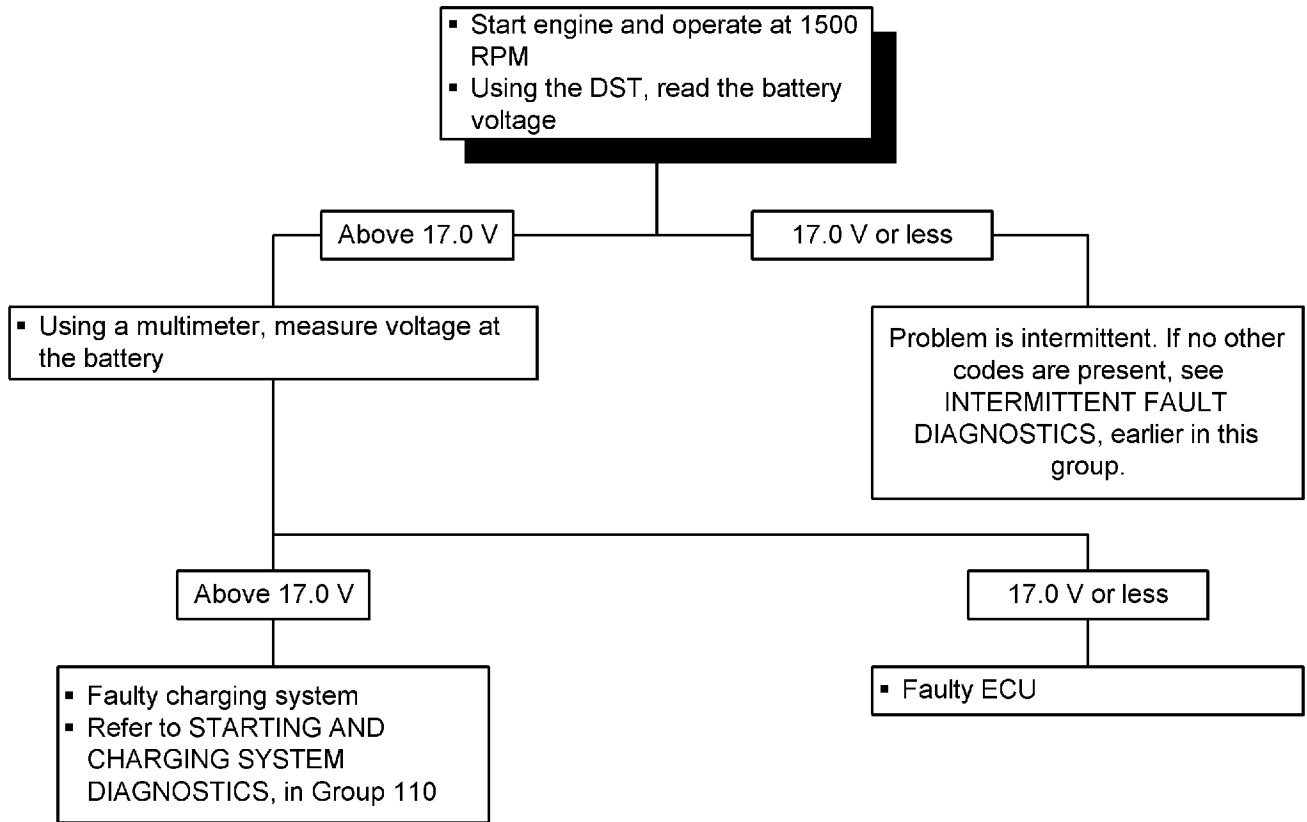 ▪ Start engine and operate at 1500
RPM
▪ Using the DST, read the battery
voltage
Above 17.0 V
17.0 V or less
▪ Using a multimeter, measure voltage at
the battery
Problem is intermittent. If no other
codes are present, see
INTERMITTENT FAULT
DIAGNOSTICS, earlier in this
group.
Above 17.0 V
17.0 V or less
▪ Faulty charging system
▪ Refer to STARTING AND
CHARGING SYSTEM
DIAGNOSTICS, in Group 110
▪ Faulty ECU